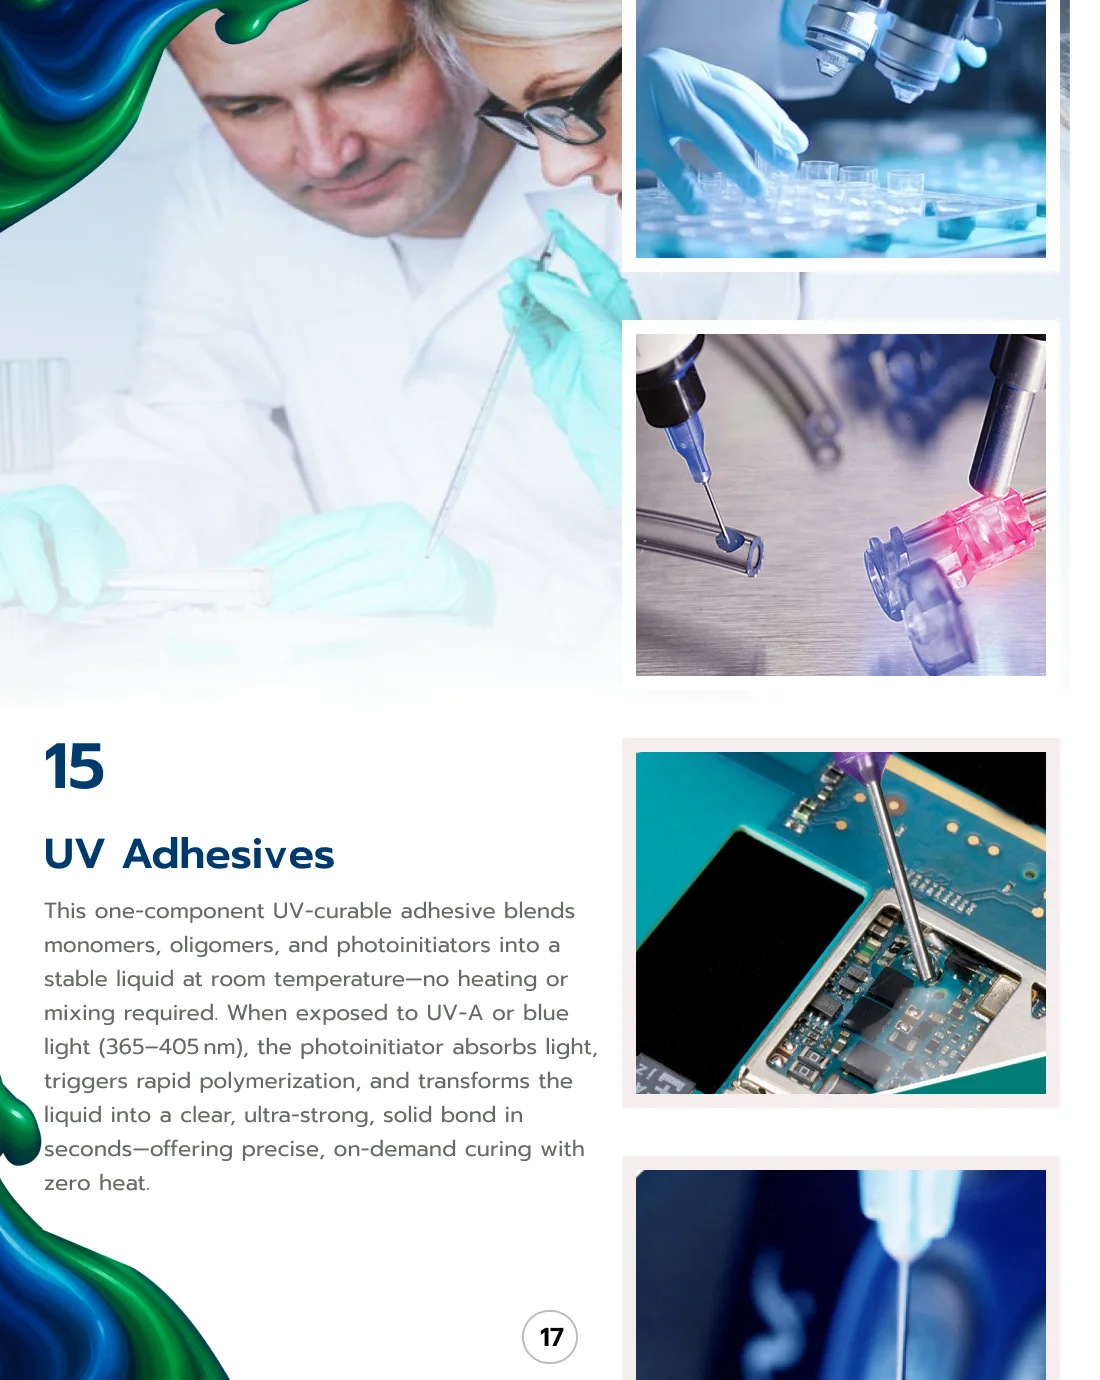 15
UV Adhesives
This one-component UV-curable adhesive blends
monomers, oligomers, and photoinitiators into a
stable liquid at room temperature—no heating or
mixing required. When exposed to UV-A or blue
light (365–405 nm), the photoinitiator absorbs light,
triggers rapid polymerization, and transforms the
liquid into a clear, ultra-strong, solid bond in
seconds—offering precise, on-demand curing with
zero heat.
17